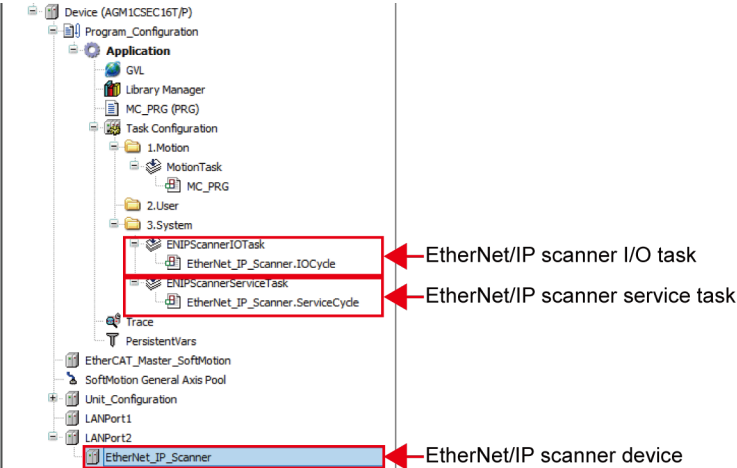 Device (AGM1CSEC16T/P)
Program_Configuration
Application
GVL
Library Manager
MC_PRG (PRG)
Task Configuration
1.Motion
MotionTask
MC_PRG
2.User
3.System
ENIPScannerIOTask
EtherNet/IP scanner I/O task
EtherNet_IP_Scanner.IOCycle
ENIPScannerServiceTask
EtherNet/IP scanner service task
EtherNet_IP_Scanner.ServiceCycle
Trace
PersistentVars
EtherCAT_Master_SoftMotion
SoftMotion General Axis Pool
Unit_Configuration
LANPort1
LANPort2
EtherNet_IP_Scanner
EtherNet/IP scanner device